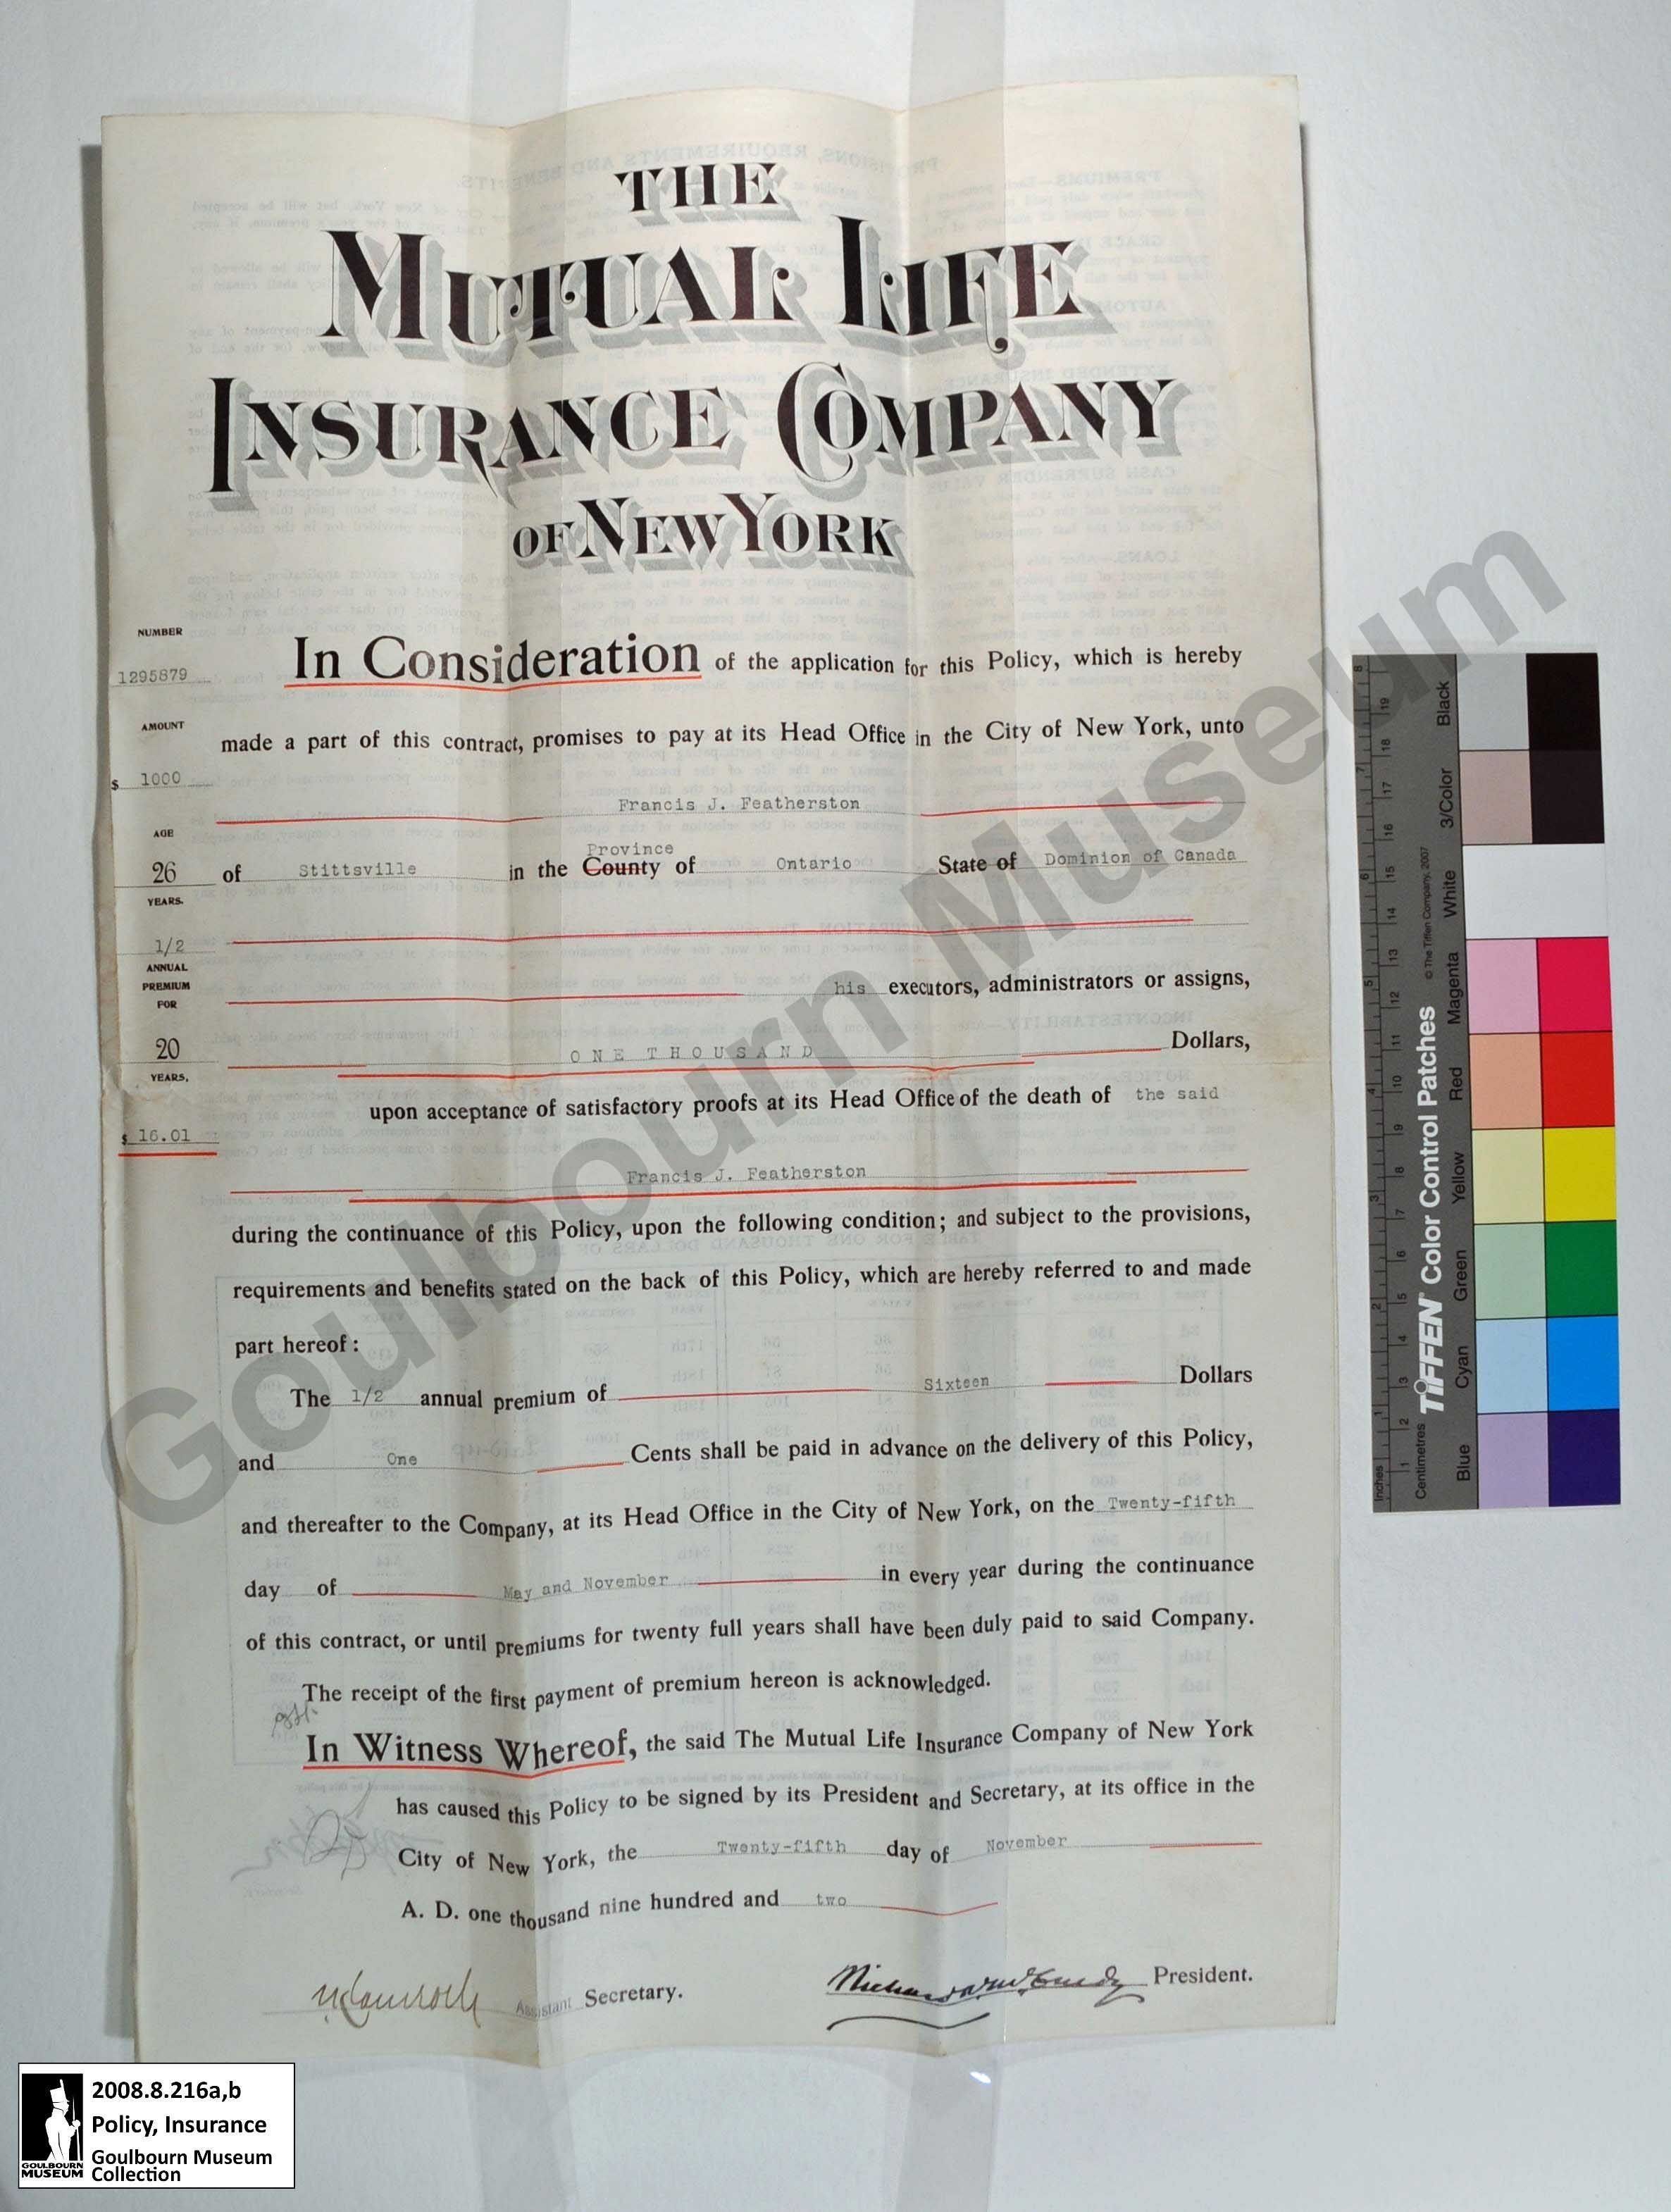 THE
MUTUAL LIFE
INSURANCE COMPANY
OF NEW YORK
NUMBER
1295879
AMOUNT
$ 1000
AGE
26
YEARS.
1/2
ANNUAL
PREMIUM
FOR
20
YEARS,
$ 16.01
In Consideration of the application for this Policy, which is hereby
made a part of this contract, promises to pay at its Head Office in the City of New York, unto
Francis J. Featherston
Province
of Stittsville in the County of Ontario State of Dominion of Canada
his executors, administrators or assigns,
ONE THOUSAND Dollars,
upon acceptance of satisfactory proofs at its Head Office of the death of the said
Francis J. Featherston
during the continuance of this Policy, upon the following condition; and subject to the provisions,
requirements and benefits stated on the back of this Policy, which are hereby referred to and made
part hereof:
The 1/2 annual premium of Sixteen Dollars
and One Cents shall be paid in advance on the delivery of this Policy,
and thereafter to the Company, at its Head Office in the City of New York, on the Twenty-fifth
day of May and November in every year during the continuance
of this contract, or until premiums for twenty full years shall have been duly paid to said Company.
The receipt of the first payment of premium hereon is acknowledged.
In Witness Whereof, the said The Mutual Life Insurance Company of New York
has caused this Policy to be signed by its President and Secretary, at its office in the
City of New York, the Twenty-fifth day of November
A. D. one thousand nine hundred and two
Assistant Secretary.
President.
Goulbourn Museum
TIFFEN Color Control Patches © The Tiffen Company, 2007
Inches
Centimetres
Blue Cyan Green Yellow Red Magenta White 3/Color Black
2008.8.216a,b
Policy, Insurance
Goulbourn Museum
Collection
GOULBOURN
MUSEUM